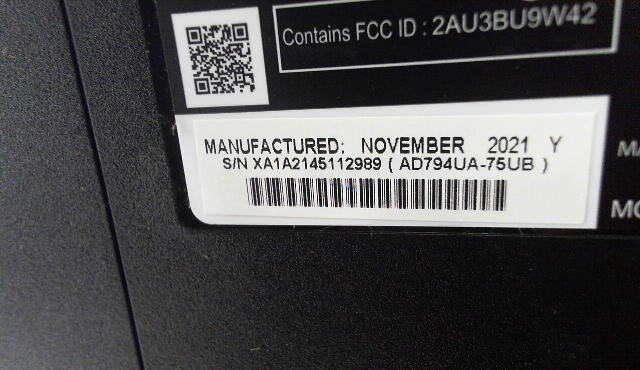 Contains FCC ID : 2AU3BU9W42
MANUFACTURED: NOVEMBER 2021 Y
S/N XA1A2145112989 ( AD794UA-75UB )